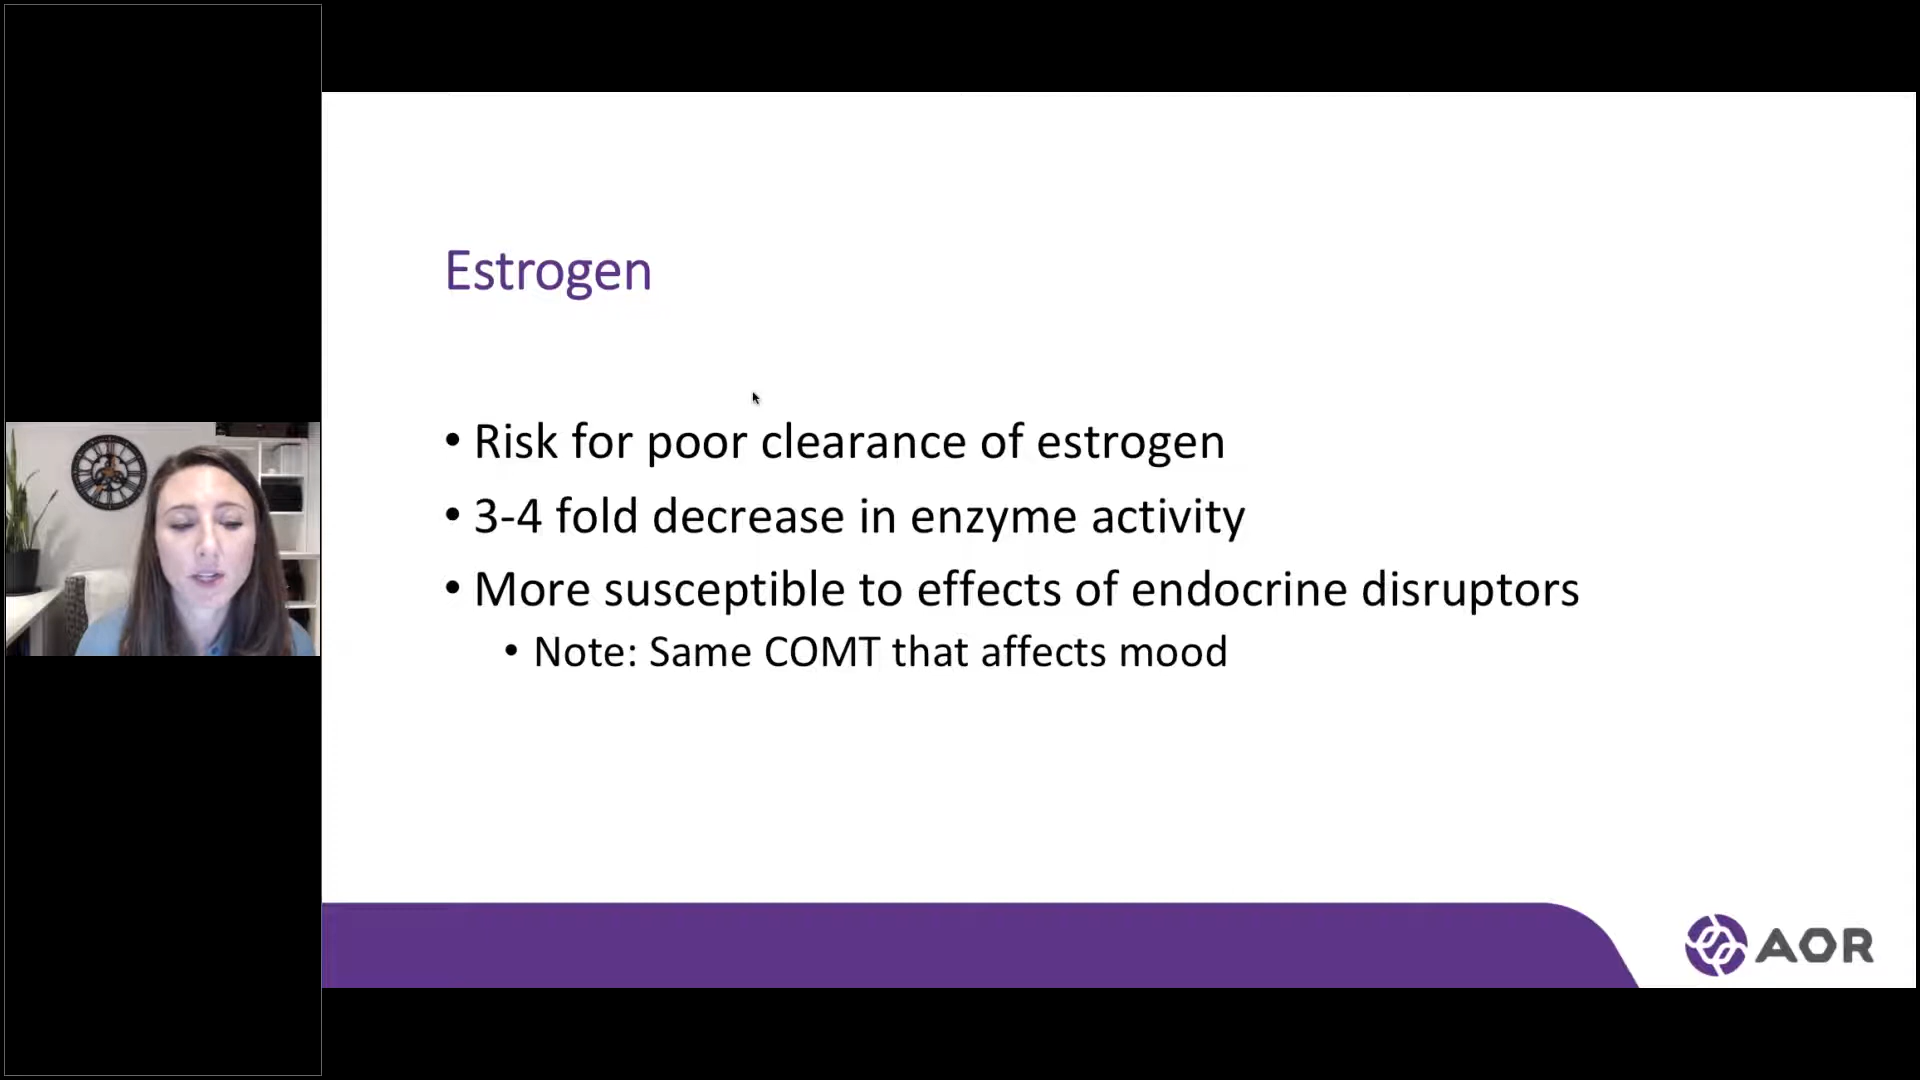 Estrogen
• Risk for poor clearance of estrogen
• 3-4 fold decrease in enzyme activity
• More susceptible to effects of endocrine disruptors
• Note: Same COMT that affects mood
AOR